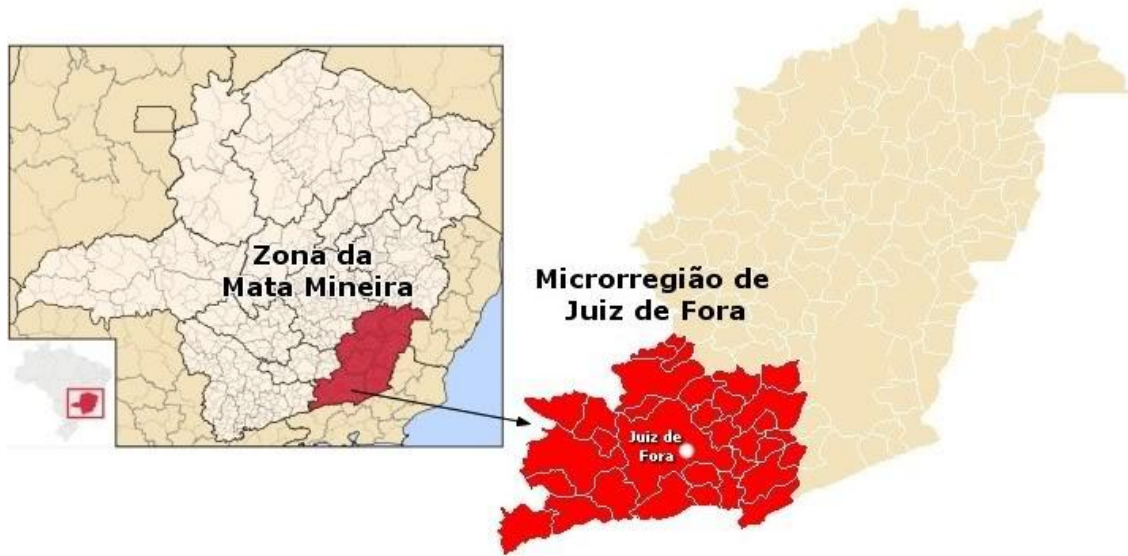 Zona da
Mata Mineira
Microrregião de
Juiz de Fora
Juiz de
Fora